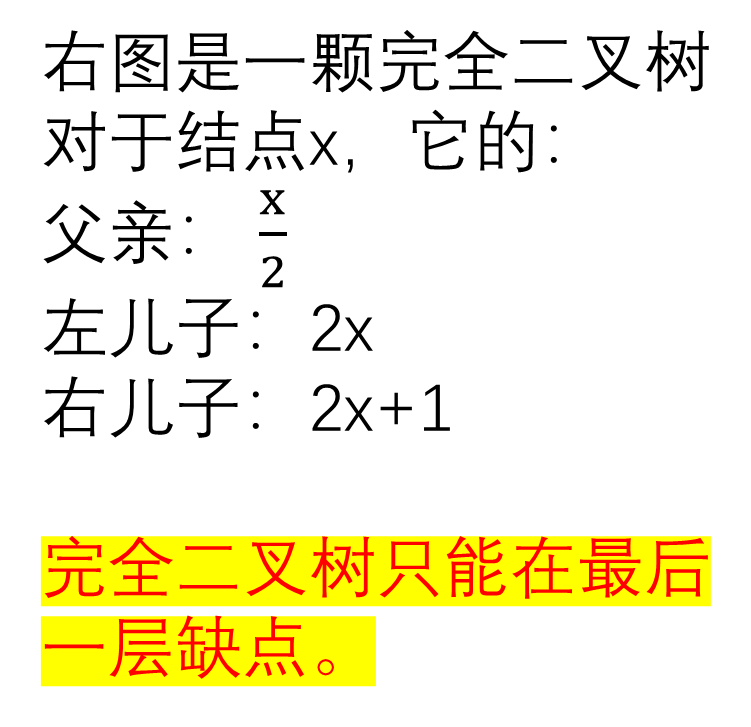 右图是一颗完全二叉树
对于结点x，它的：
父亲： x/2
左儿子：2x
右儿子：2x+1
完全二叉树只能在最后
一层缺点。